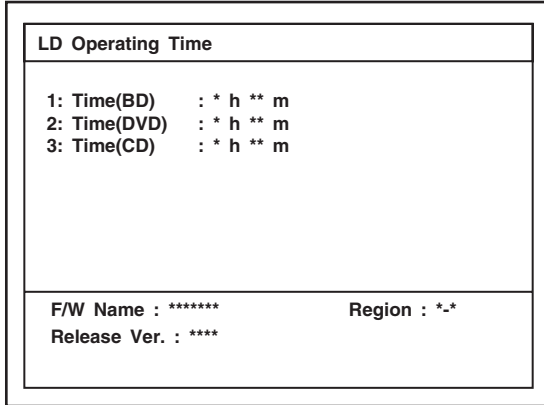 LD Operating Time
1: Time(BD) : * h ** m
2: Time(DVD) : * h ** m
3: Time(CD) : * h ** m
F/W Name : ******* Region : *-*
Release Ver. : ****